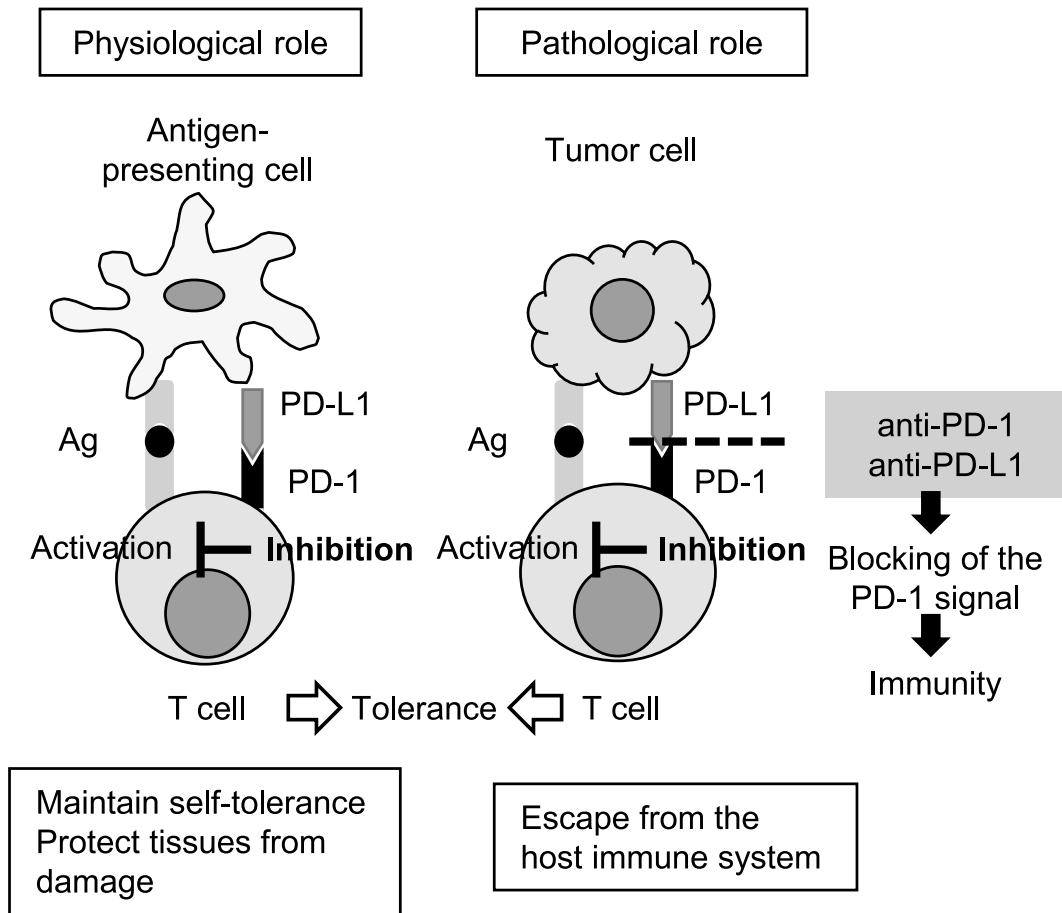 Physiological role
Pathological role
Antigen-
presenting cell
Tumor cell
PD-L1
Ag
PD-1
Activation
Inhibition
PD-L1
Ag
PD-1
Activation
Inhibition
anti-PD-1
anti-PD-L1
Blocking of the
PD-1 signal
Immunity
T cell
Tolerance
T cell
Maintain self-tolerance
Protect tissues from
damage
Escape from the
host immune system